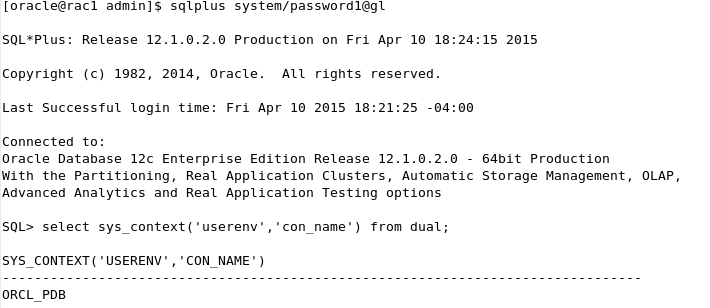 [oracle@rac1 admin]$ sqlplus system/password1@gl
SQL*Plus: Release 12.1.0.2.0 Production on Fri Apr 10 18:24:15 2015
Copyright (c) 1982, 2014, Oracle.  All rights reserved.
Last Successful login time: Fri Apr 10 2015 18:21:25 -04:00
Connected to:
Oracle Database 12c Enterprise Edition Release 12.1.0.2.0 - 64bit Production
With the Partitioning, Real Application Clusters, Automatic Storage Management, OLAP,
Advanced Analytics and Real Application Testing options
SQL> select sys_context('userenv','con_name') from dual;
SYS_CONTEXT('USERENV','CON_NAME')
--------------------------------------------------------------------------------
ORCL_PDB